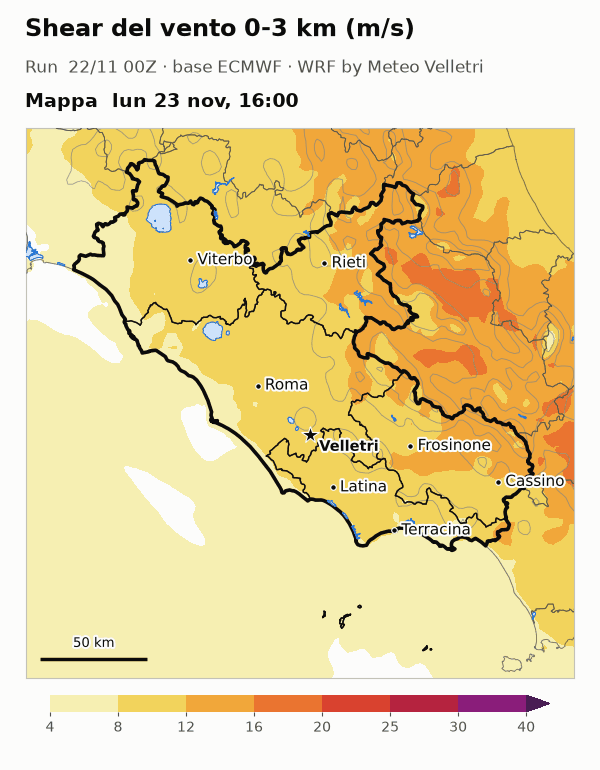 Shear del vento 0-3 km (m/s)
Run  22/11 00Z · base ECMWF · WRF by Meteo Velletri
Mappa  lun 23 nov, 16:00
Viterbo
Rieti
Roma
Velletri
Frosinone
Cassino
Latina
Terracina
50 km
4 8 12 16 20 25 30 40